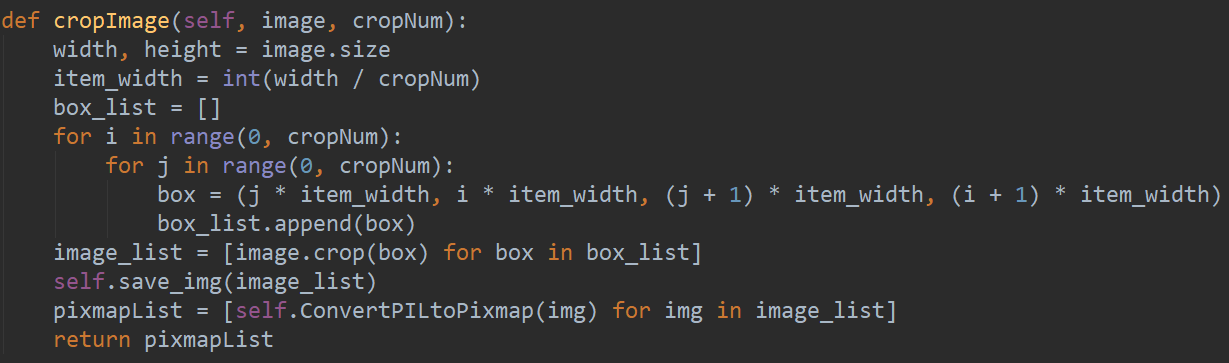 def cropImage(self, image, cropNum):
    width, height = image.size
    item_width = int(width / cropNum)
    box_list = []
    for i in range(0, cropNum):
        for j in range(0, cropNum):
            box = (j * item_width, i * item_width, (j + 1) * item_width, (i + 1) * item_width)
            box_list.append(box)
    image_list = [image.crop(box) for box in box_list]
    self.save_img(image_list)
    pixmapList = [self.ConvertPILtoPixmap(img) for img in image_list]
    return pixmapList